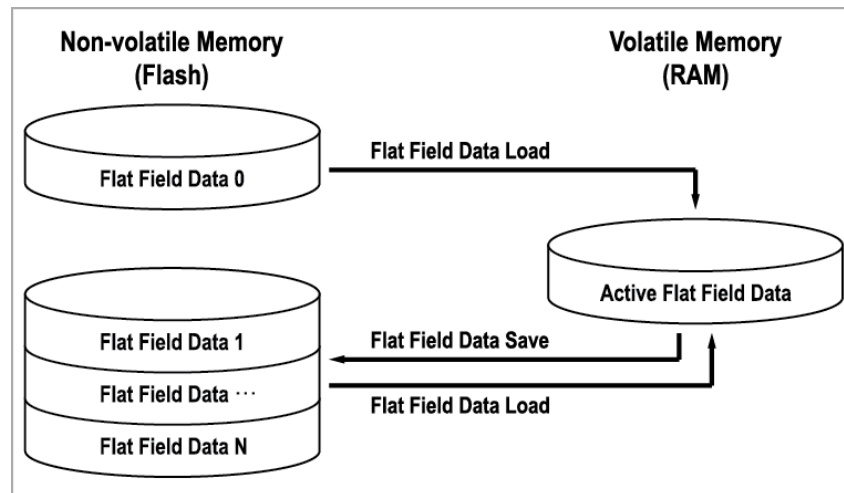 Non-volatile Memory
(Flash)
Volatile Memory
(RAM)
Flat Field Data 0
Flat Field Data Load
Active Flat Field Data
Flat Field Data 1
Flat Field Data Save
Flat Field Data ···
Flat Field Data Load
Flat Field Data N